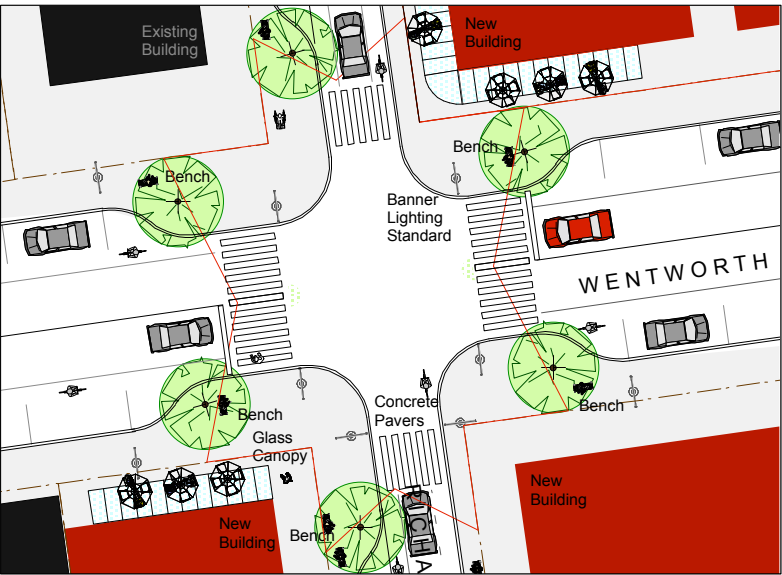 Existing
Building
New
Building
Bench
Bench
Banner
Lighting
Standard
WENTWORTH
Concrete
Pavers
Bench
Bench
Glass
Canopy
New
Building
New
Building
Bench
RICHA